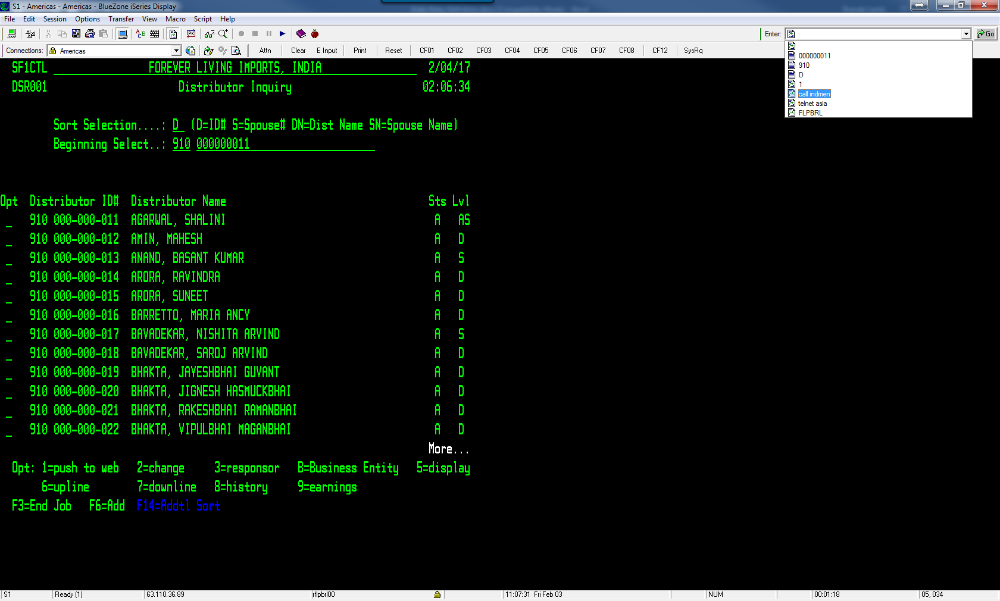 S1 - Americas - Americas - BlueZone iSeries Display
File Edit Session Options Transfer View Macro Script Help
Enter:
Go
Connections: Americas Attn Clear E Input Print Reset CF01 CF02 CF03 CF04 CF05 CF06 CF07 CF08 CF12 SysRq
000000011
910
D
1
call indmen
telnet asia
FLPBRL
SF1CTL FOREVER LIVING IMPORTS, INDIA 2/04/17
DSR001 Distributor Inquiry 02:06:34
Sort Selection....: D (D=ID# S=Spouse# DN=Dist Name SN=Spouse Name)
Beginning Select..: 910 000000011
Opt Distributor ID# Distributor Name Sts Lvl
_ 910 000-000-011 AGARWAL, SHALINI A AS
_ 910 000-000-012 AMIN, MAHESH A D
_ 910 000-000-013 ANAND, BASANT KUMAR A S
_ 910 000-000-014 ARORA, RAVINDRA A D
_ 910 000-000-015 ARORA, SUNEET A D
_ 910 000-000-016 BARRETTO, MARIA ANCY A D
_ 910 000-000-017 BAVADEKAR, NISHITA ARVIND A S
_ 910 000-000-018 BAVADEKAR, SAROJ ARVIND A D
_ 910 000-000-019 BHAKTA, JAYESHBHAI GUVANT A D
_ 910 000-000-020 BHAKTA, JIGNESH HASMUCKBHAI A D
_ 910 000-000-021 BHAKTA, RAKESHBHAI RAMANBHAI A D
_ 910 000-000-022 BHAKTA, VIPULBHAI MAGANBHAI A D
More...
Opt: 1=push to web 2=change 3=responsor B=Business Entity 5=display
6=upline 7=downline 8=history 9=earnings
F3=End Job F6=Add F14=Addtl Sort
S1 Ready (1) 63.110.36.89 rflpbrl00 11:07:31 Fri Feb 03 NUM 00:01:18 05, 034